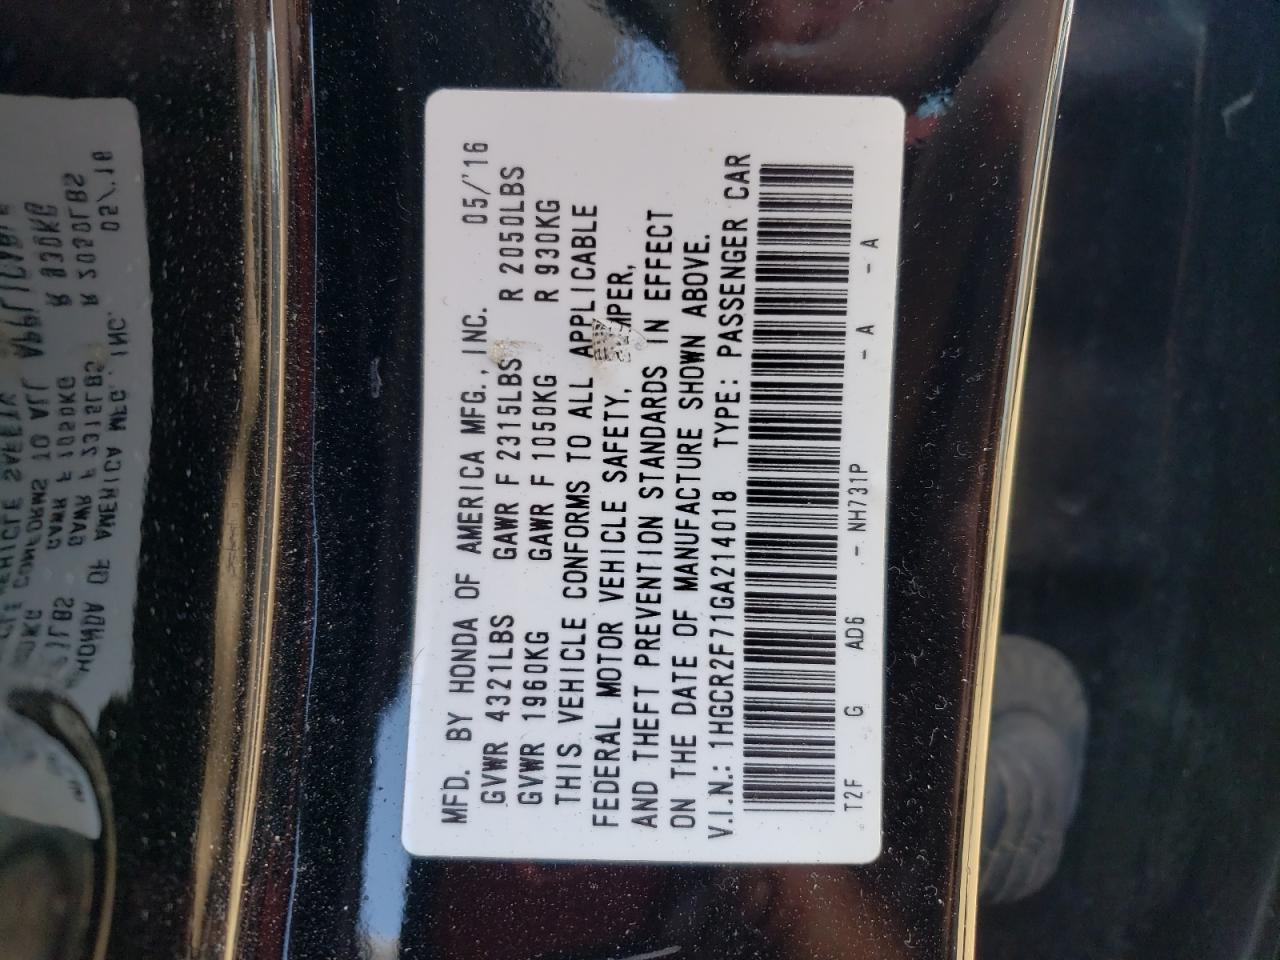 MFD. BY HONDA OF AMERICA MFG., INC. 05/'16
GVWR 4321LBS GAWR F 2315LBS R 2050LBS
GVWR 1960KG GAWR F 1050KG R 930KG
THIS VEHICLE CONFORMS TO ALL APPLICABLE
FEDERAL MOTOR VEHICLE SAFETY,
AND THEFT PREVENTION STANDARDS IN EFFECT
ON THE DATE OF MANUFACTURE SHOWN ABOVE.
V.I.N.: 1HGCR2F71GA214018 TYPE: PASSENGER CAR
T2F G AD6 - NH731P - A - A